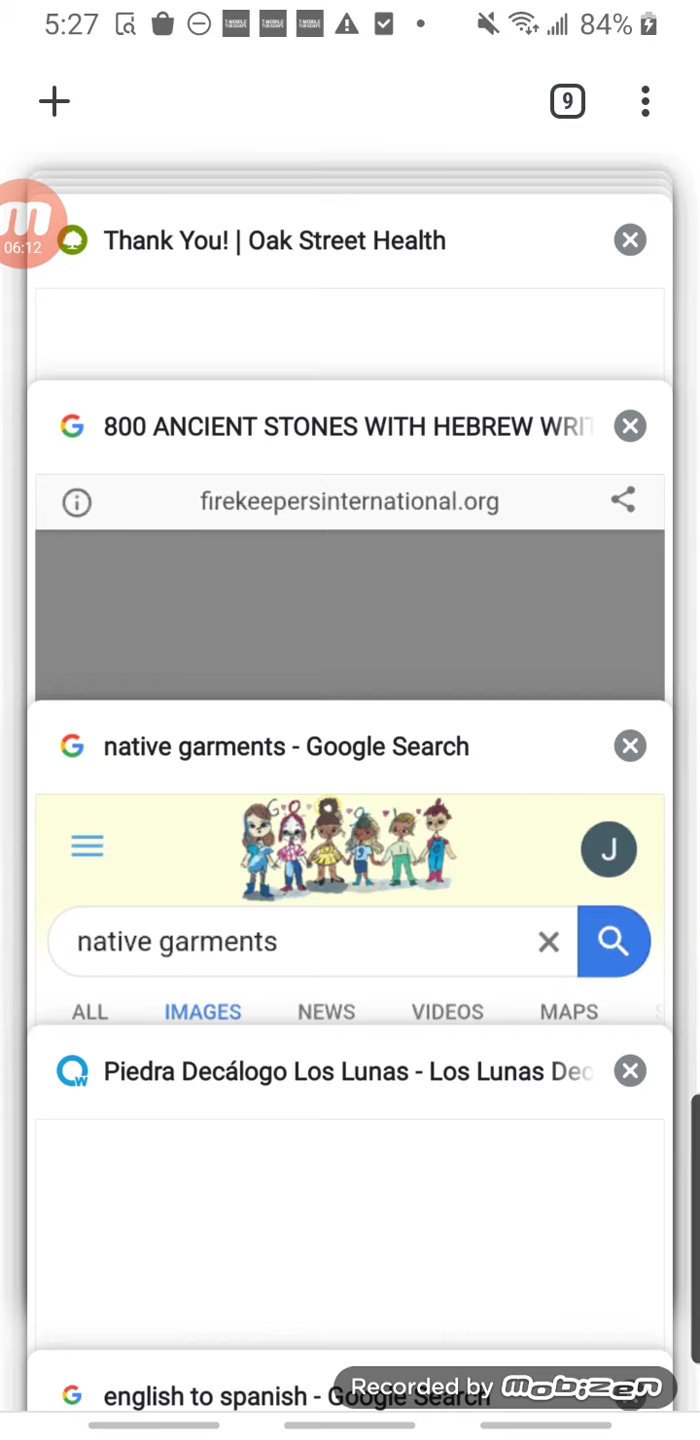 5:27 84%
9
06:12
Thank You! | Oak Street Health
800 ANCIENT STONES WITH HEBREW WRIT
firekeepersinternational.org
native garments - Google Search
J
native garments
ALL IMAGES NEWS VIDEOS MAPS
Piedra Decálogo Los Lunas - Los Lunas Dec
english to spanish - Google Search
Recorded by mobizen